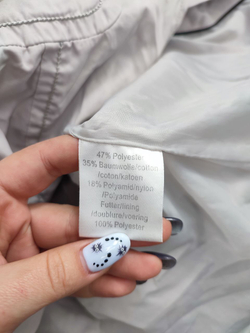 47% Polyester
35% Baumwolle/cotton
/coton/katoen
18% Polyamid/nylon
/Polyamide
Futter/lining
/doublure/voering
100% Polyester